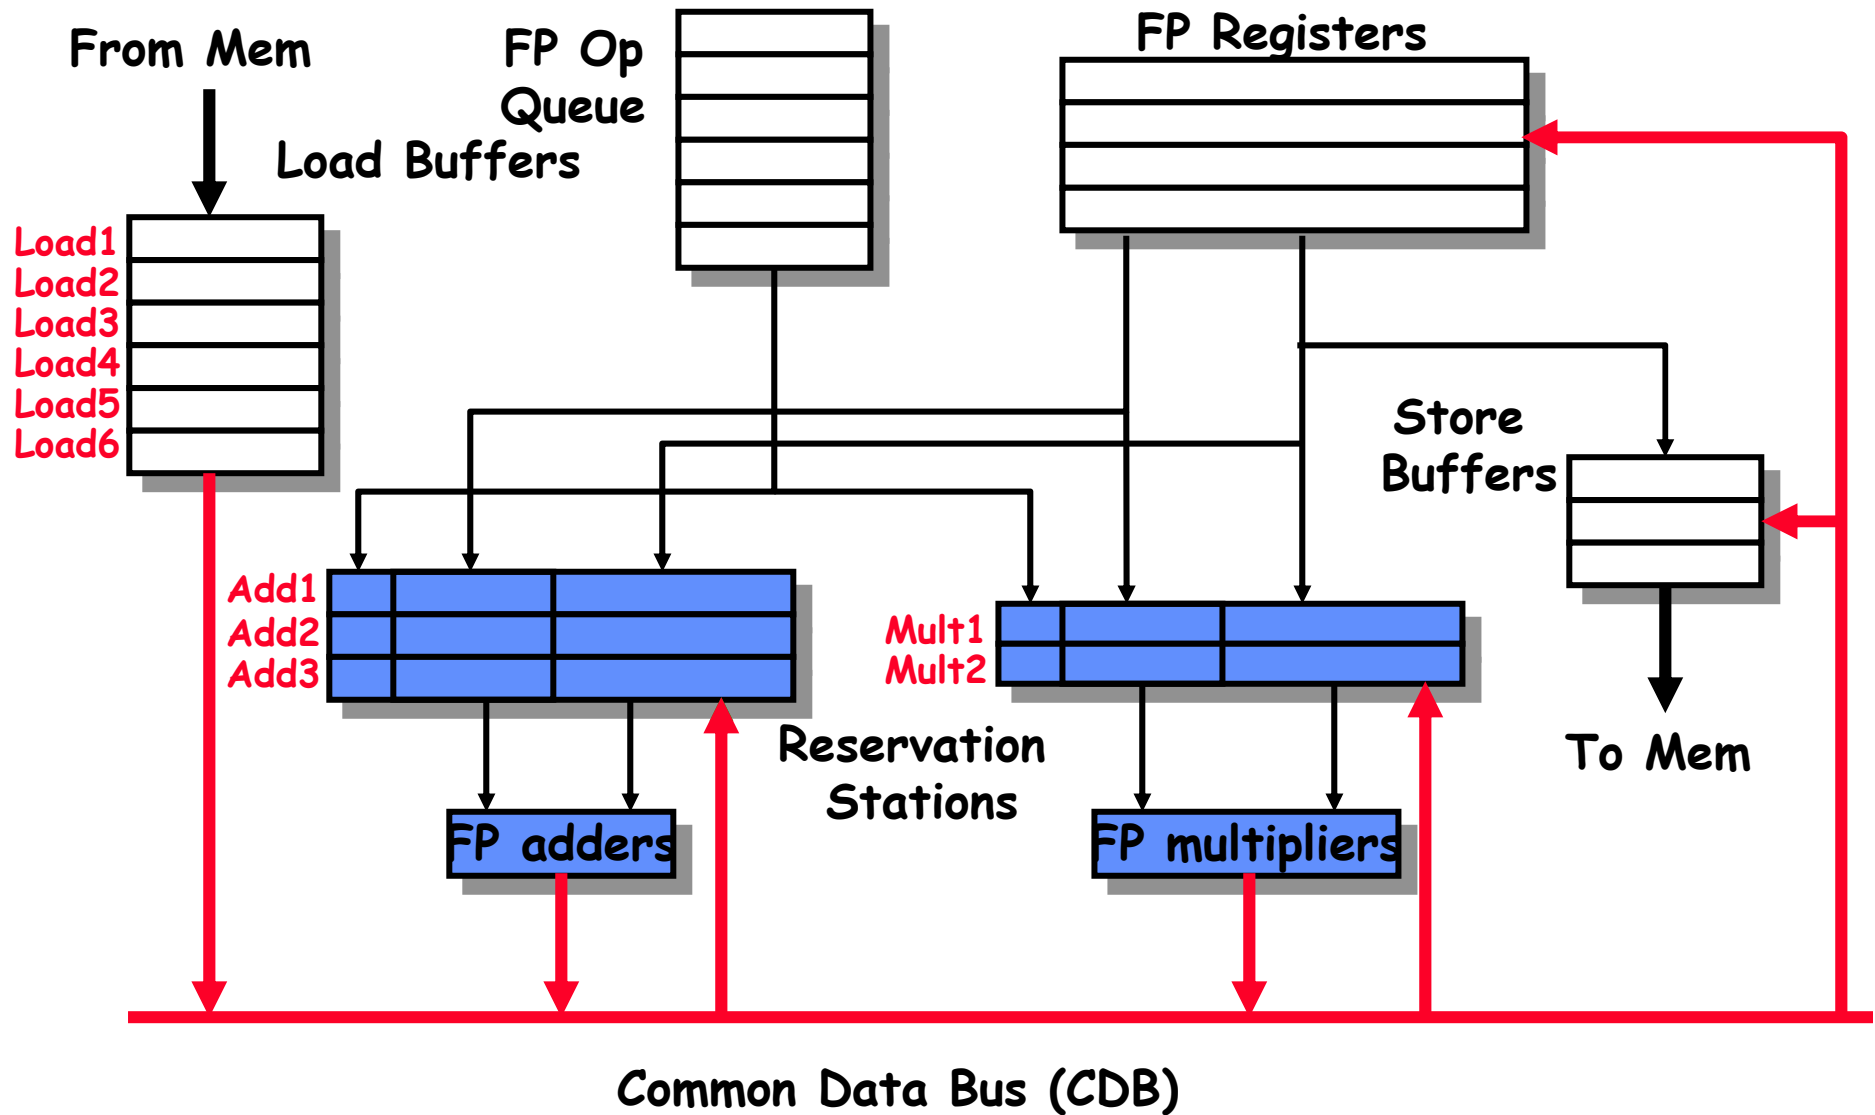 From Mem
FP Op
Queue
FP Registers
Load Buffers
Load1
Load2
Load3
Load4
Load5
Load6
Store
Buffers
Add1
Add2
Add3
Mult1
Mult2
Reservation
Stations
To Mem
FP adders
FP multipliers
Common Data Bus (CDB)